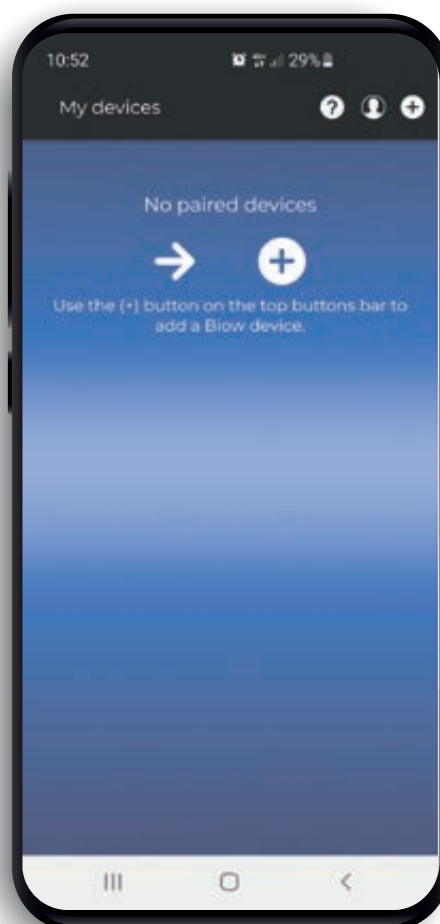 10:52 29%
My devices
No paired devices
Use the (+) button on the top buttons bar to
add a Biow device.